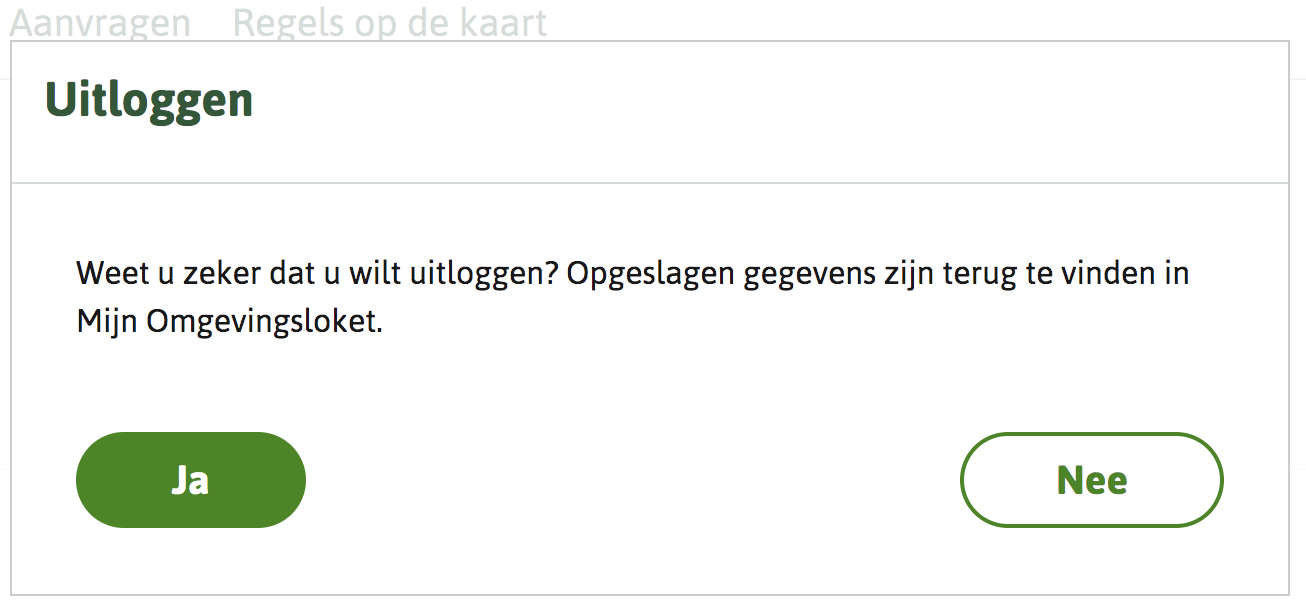 Aanvragen Regels op de kaart
Uitloggen
Weet u zeker dat u wilt uitloggen? Opgeslagen gegevens zijn terug te vinden in
Mijn Omgevingsloket.
Ja Nee